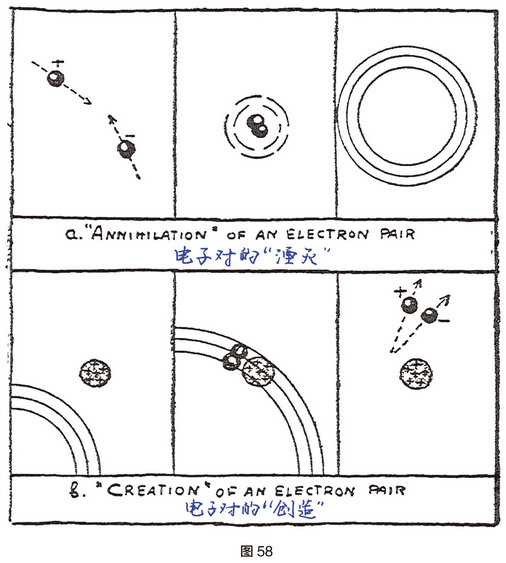 +
−
a. "ANNIHILATION" OF AN ELECTRON PAIR
电子对的“湮灭”
+
−
b. "CREATION" OF AN ELECTRON PAIR
电子对的“创造”
图 58